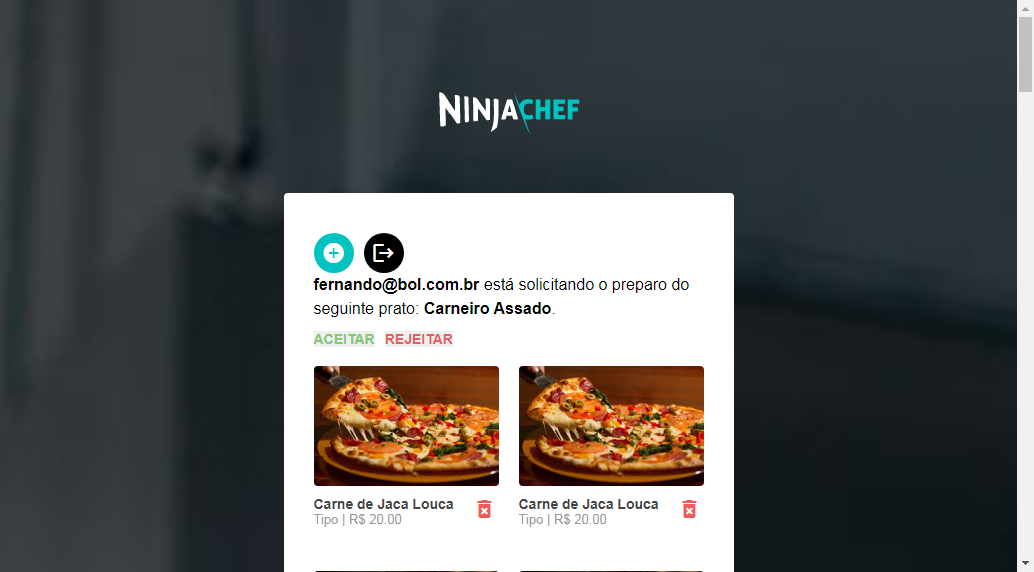 NINJACHEF
fernando@bol.com.br está solicitando o preparo do
seguinte prato: Carneiro Assado.
ACEITAR REJEITAR
Carne de Jaca Louca
Tipo | R$ 20.00
Carne de Jaca Louca
Tipo | R$ 20.00